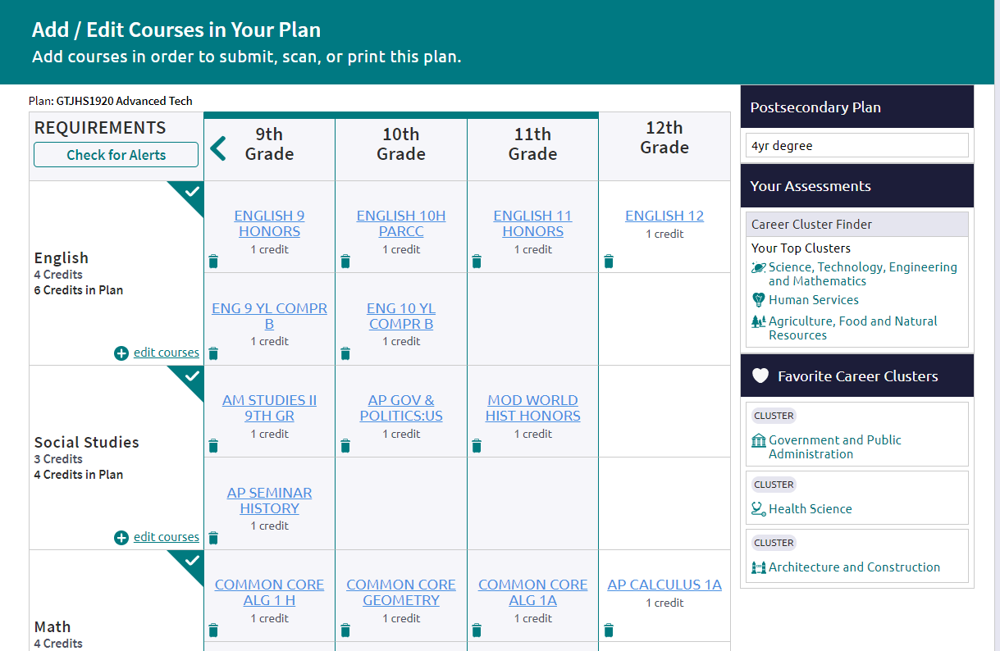 Add / Edit Courses in Your Plan
Add courses in order to submit, scan, or print this plan.
Plan: GTJHS1920 Advanced Tech
REQUIREMENTS
Check for Alerts
9th
Grade
10th
Grade
11th
Grade
12th
Grade
English
4 Credits
6 Credits in Plan
edit courses
ENGLISH 9
HONORS
1 credit
ENGLISH 10H
PARCC
1 credit
ENGLISH 11
HONORS
1 credit
ENGLISH 12
1 credit
ENG 9 YL COMPR
B
1 credit
ENG 10 YL
COMPR B
1 credit
Social Studies
3 Credits
4 Credits in Plan
edit courses
AM STUDIES II
9TH GR
1 credit
AP GOV &
POLITICS:US
1 credit
MOD WORLD
HIST HONORS
1 credit
AP SEMINAR
HISTORY
1 credit
Math
4 Credits
COMMON CORE
ALG 1 H
1 credit
COMMON CORE
GEOMETRY
1 credit
COMMON CORE
ALG 1A
1 credit
AP CALCULUS 1A
1 credit
Postsecondary Plan
4yr degree
Your Assessments
Career Cluster Finder
Your Top Clusters
Science, Technology, Engineering
and Mathematics
Human Services
Agriculture, Food and Natural
Resources
Favorite Career Clusters
CLUSTER
Government and Public
Administration
CLUSTER
Health Science
CLUSTER
Architecture and Construction